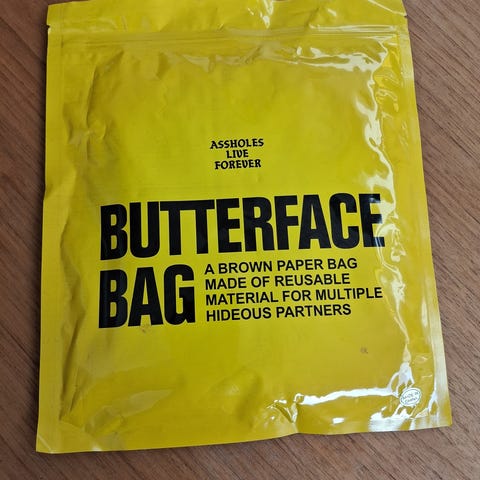 ASSHOLES
LIVE
FOREVER
BUTTERFACE
BAG
A BROWN PAPER BAG
MADE OF REUSABLE
MATERIAL FOR MULTIPLE
HIDEOUS PARTNERS